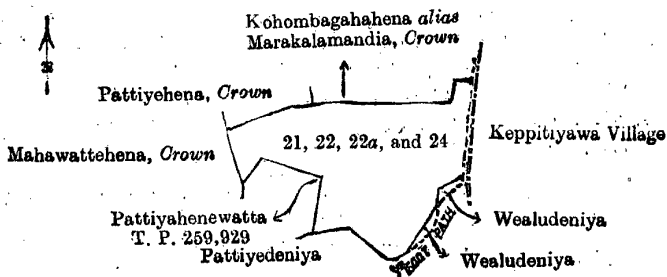 Kohombagahahena alias
Marakalamandia, Crown
Pattiyehena, Crown
21, 22, 22a, and 24
Keppitiyawa Village
Mahawattehena, Crown
Pattiyahenewatta
T. P. 259,929
Pattiyedeniya
Wealudeniya
FOOT PATH
Wealudeniya